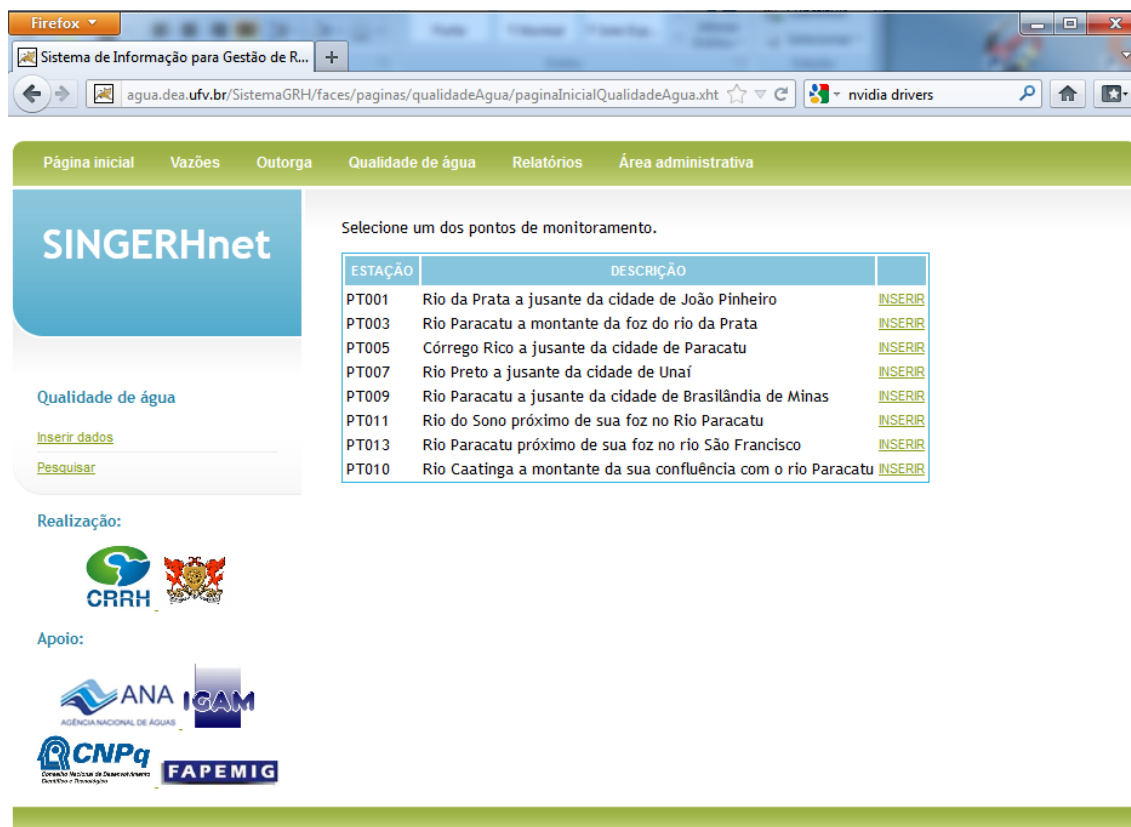 Firefox
Sistema de Informação para Gestão de R...
agua.dea.ufv.br/SistemaGRH/faces/paginas/qualidadeAgua/paginaInicialQualidadeAgua.xht
nvidia drivers
Página inicial Vazões Outorga Qualidade de água Relatórios Área administrativa
SINGERHnet
Selecione um dos pontos de monitoramento.
ESTAÇÃO DESCRIÇÃO
PT001 Rio da Prata a jusante da cidade de João Pinheiro INSERIR
PT003 Rio Paracatu a montante da foz do rio da Prata INSERIR
PT005 Córrego Rico a jusante da cidade de Paracatu INSERIR
PT007 Rio Preto a jusante da cidade de Unaí INSERIR
PT009 Rio Paracatu a jusante da cidade de Brasilândia de Minas INSERIR
PT011 Rio do Sono próximo de sua foz no Rio Paracatu INSERIR
PT013 Rio Paracatu próximo de sua foz no rio São Francisco INSERIR
PT010 Rio Caatinga a montante da sua confluência com o rio Paracatu INSERIR
Qualidade de água
Inserir dados
Pesquisar
Realização:
CRRH
Apoio:
ANA
AGÊNCIA NACIONAL DE ÁGUAS
IGAM
CNPq
Conselho Nacional de Desenvolvimento
Científico e Tecnológico
FAPEMIG